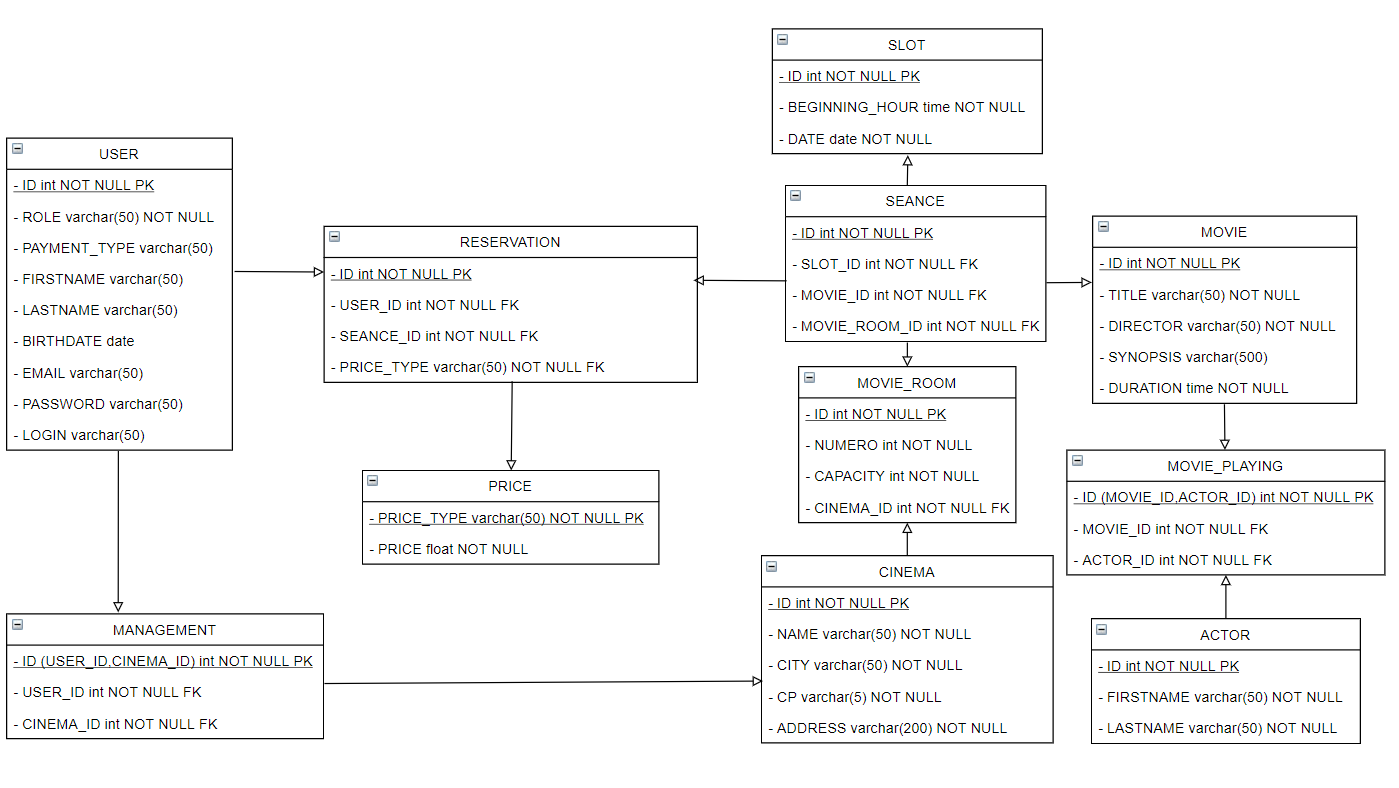 SLOT
- ID int NOT NULL PK
- BEGINNING_HOUR time NOT NULL
- DATE date NOT NULL
USER
- ID int NOT NULL PK
- ROLE varchar(50) NOT NULL
- PAYMENT_TYPE varchar(50)
- FIRSTNAME varchar(50)
- LASTNAME varchar(50)
- BIRTHDATE date
- EMAIL varchar(50)
- PASSWORD varchar(50)
- LOGIN varchar(50)
RESERVATION
- ID int NOT NULL PK
- USER_ID int NOT NULL FK
- SEANCE_ID int NOT NULL FK
- PRICE_TYPE varchar(50) NOT NULL FK
SEANCE
- ID int NOT NULL PK
- SLOT_ID int NOT NULL FK
- MOVIE_ID int NOT NULL FK
- MOVIE_ROOM_ID int NOT NULL FK
MOVIE
- ID int NOT NULL PK
- TITLE varchar(50) NOT NULL
- DIRECTOR varchar(50) NOT NULL
- SYNOPSIS varchar(500)
- DURATION time NOT NULL
MOVIE_ROOM
- ID int NOT NULL PK
- NUMERO int NOT NULL
- CAPACITY int NOT NULL
- CINEMA_ID int NOT NULL FK
PRICE
- PRICE_TYPE varchar(50) NOT NULL PK
- PRICE float NOT NULL
MOVIE_PLAYING
- ID (MOVIE_ID,ACTOR_ID) int NOT NULL PK
- MOVIE_ID int NOT NULL FK
- ACTOR_ID int NOT NULL FK
MANAGEMENT
- ID (USER_ID,CINEMA_ID) int NOT NULL PK
- USER_ID int NOT NULL FK
- CINEMA_ID int NOT NULL FK
CINEMA
- ID int NOT NULL PK
- NAME varchar(50) NOT NULL
- CITY varchar(50) NOT NULL
- CP varchar(5) NOT NULL
- ADDRESS varchar(200) NOT NULL
ACTOR
- ID int NOT NULL PK
- FIRSTNAME varchar(50) NOT NULL
- LASTNAME varchar(50) NOT NULL